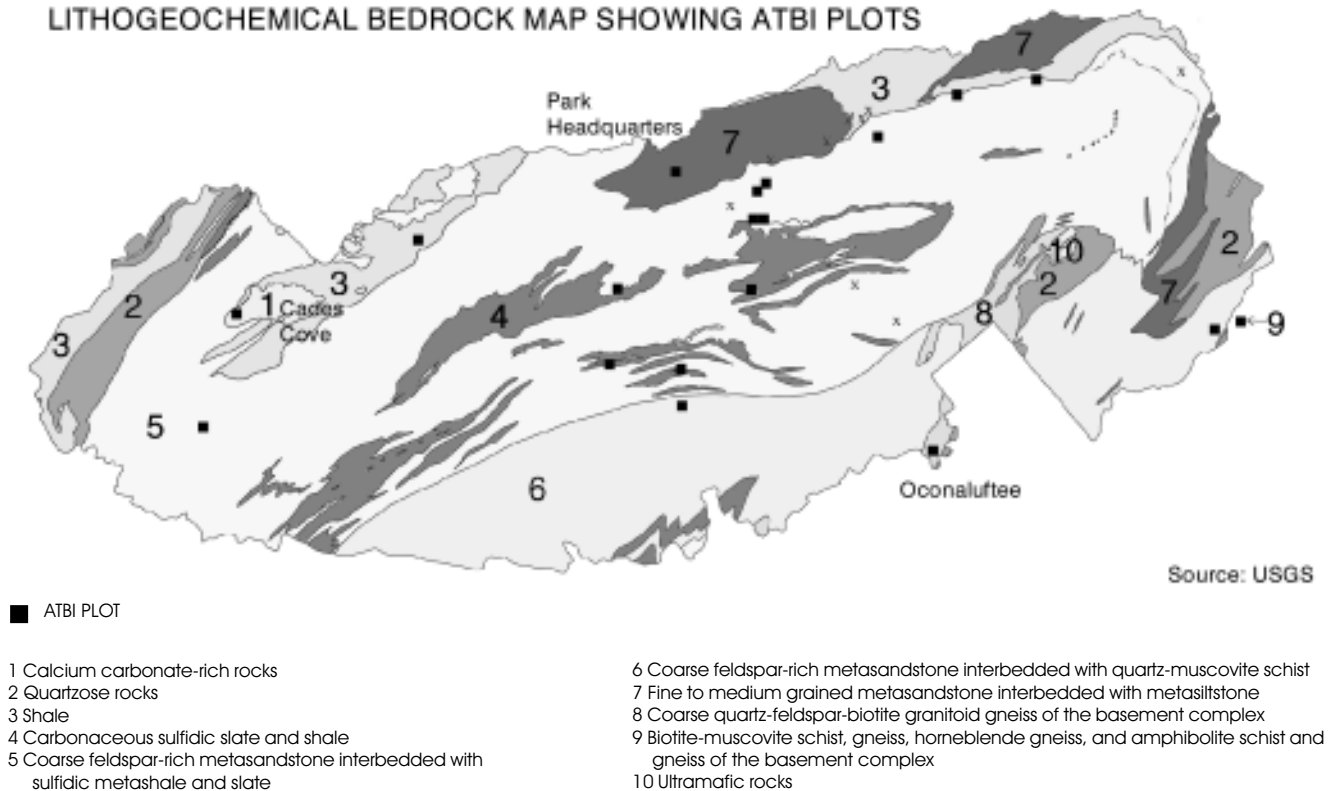 LITHOGEOCHEMICAL BEDROCK MAP SHOWING ATBI PLOTS
7
3
Park
Headquarters
7
x
x
x
x
x
2
10
2
3
2
1
Cades
Cove
3
x
7
4
8
x
9
5
6
Oconaluftee
Source: USGS
ATBI PLOT
1 Calcium carbonate-rich rocks
2 Quartzose rocks
3 Shale
4 Carbonaceous sulfidic slate and shale
5 Coarse feldspar-rich metasandstone interbedded with
sulfidic metashale and slate
6 Coarse feldspar-rich metasandstone interbedded with quartz-muscovite schist
7 Fine to medium grained metasandstone interbedded with metasiltstone
8 Coarse quartz-feldspar-biotite granitoid gneiss of the basement complex
9 Biotite-muscovite schist, gneiss, horneblende gneiss, and amphibolite schist and
gneiss of the basement complex
10 Ultramafic rocks